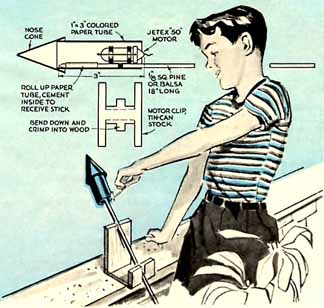 NOSE
CONE
1"×3" COLORED
PAPER TUBE
JETEX "50"
MOTOR
3"
ROLL UP PAPER
TUBE, CEMENT
INSIDE TO
RECEIVE STICK
1/8 SQ. PINE
OR BALSA
18" LONG
MOTOR CLIP,
TIN-CAN
STOCK
BEND DOWN AND
CRIMP INTO WOOD